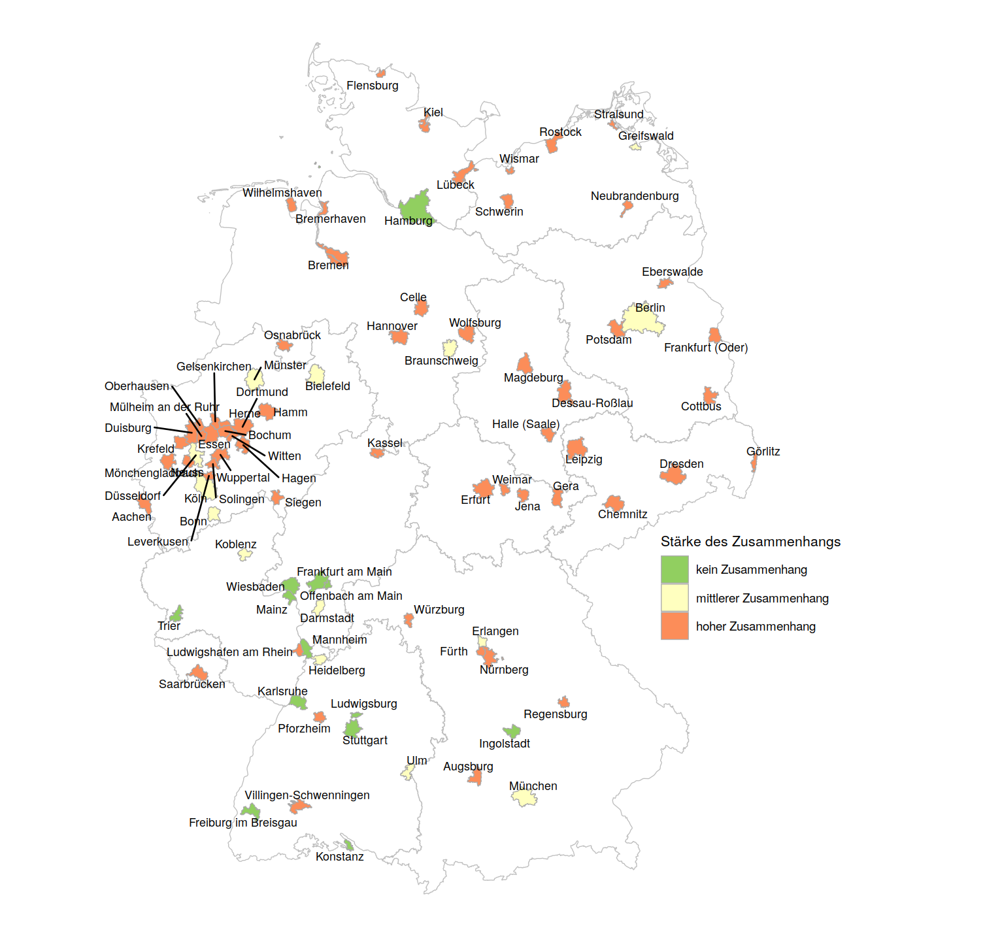 Flensburg
Kiel
Stralsund
Rostock
Greifswald
Wismar
Lübeck
Wilhelmshaven
Neubrandenburg
Schwerin
Bremerhaven
Hamburg
Bremen
Eberswalde
Celle
Berlin
Hannover
Wolfsburg
Osnabrück
Potsdam
Frankfurt (Oder)
Braunschweig
Gelsenkirchen
Münster
Magdeburg
Oberhausen
Bielefeld
Dortmund
Dessau-Roßlau
Mülheim an der Ruhr
Herne
Hamm
Cottbus
Duisburg
Halle (Saale)
Bochum
Essen
Kassel
Krefeld
Görlitz
Witten
Leipzig
Dresden
Mönchengladbach
Neuss
Wuppertal
Hagen
Weimar
Gera
Düsseldorf
Köln
Solingen
Siegen
Erfurt
Jena
Chemnitz
Aachen
Bonn
Leverkusen
Koblenz
Stärke des Zusammenhangs
kein Zusammenhang
mittlerer Zusammenhang
hoher Zusammenhang
Frankfurt am Main
Wiesbaden
Offenbach am Main
Mainz
Würzburg
Darmstadt
Trier
Erlangen
Mannheim
Ludwigshafen am Rhein
Fürth
Heidelberg
Nürnberg
Saarbrücken
Karlsruhe
Ludwigsburg
Regensburg
Pforzheim
Stuttgart
Ingolstadt
Ulm
Augsburg
München
Villingen-Schwenningen
Freiburg im Breisgau
Konstanz